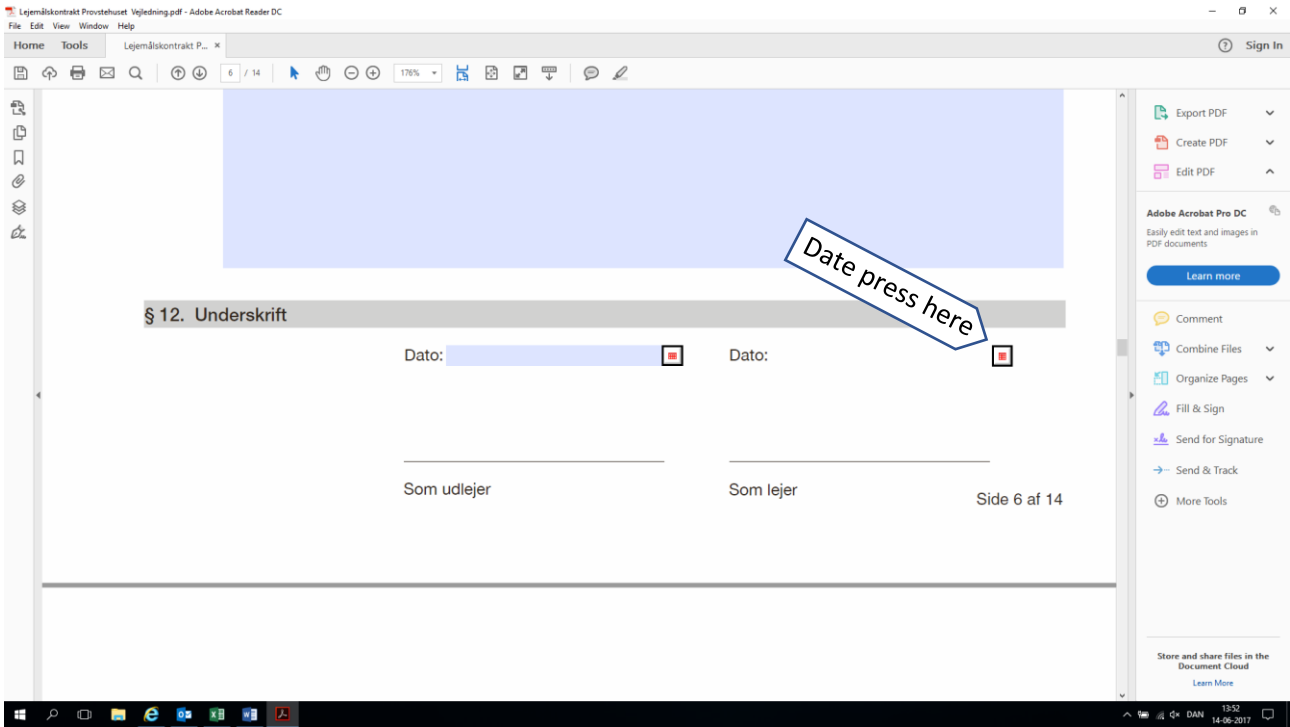 Lejemålskontrakt Provstehuset Vejledning.pdf - Adobe Acrobat Reader DC
File Edit View Window Help
Home Tools Lejemålskontrakt P... × Sign In
6 / 14 176%
Export PDF
Create PDF
Edit PDF
Adobe Acrobat Pro DC
Easily edit text and images in
PDF documents
Learn more
Date press here
§ 12. Underskrift
Dato: Dato:
Comment
Combine Files
Organize Pages
Fill & Sign
Send for Signature
Send & Track
More Tools
Som udlejer Som lejer
Side 6 af 14
Store and share files in the
Document Cloud
Learn More
DAN 13:52
14-06-2017